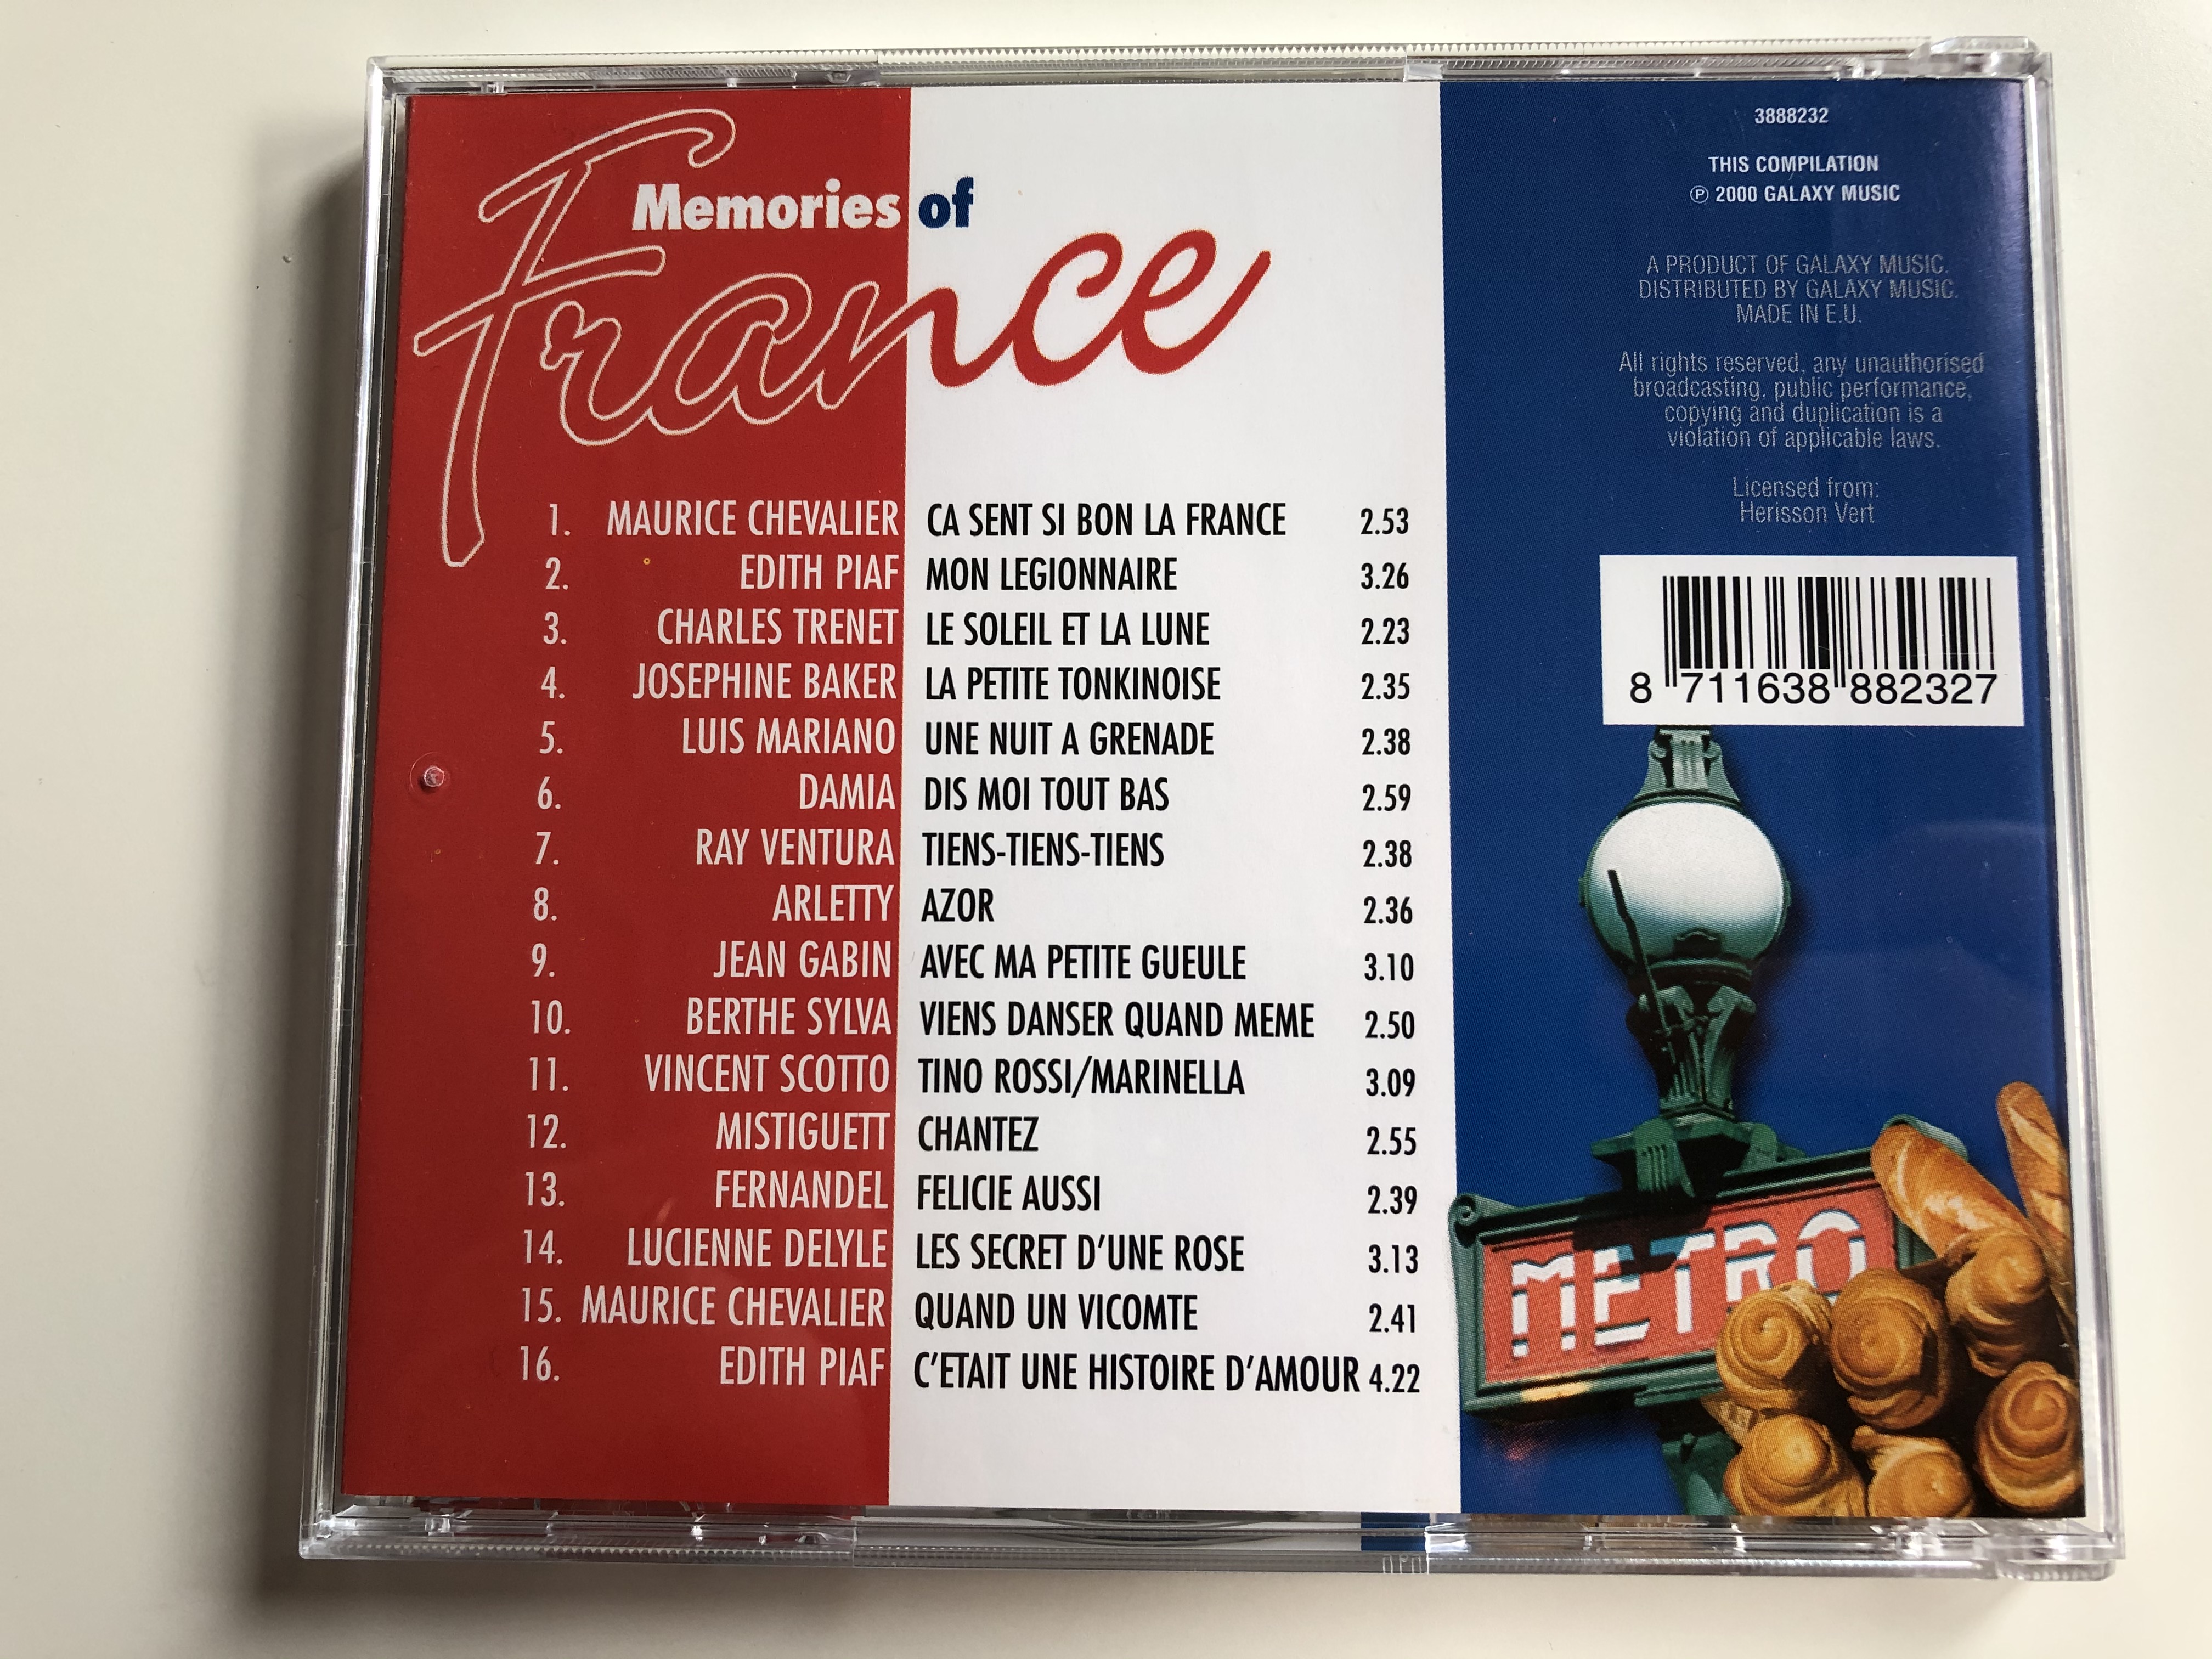 Memories of
France
1. MAURICE CHEVALIER CA SENT SI BON LA FRANCE 2.53
2. EDITH PIAF MON LEGIONNAIRE 3.26
3. CHARLES TRENET LE SOLEIL ET LA LUNE 2.23
4. JOSEPHINE BAKER LA PETITE TONKINOISE 2.35
5. LUIS MARIANO UNE NUIT A GRENADE 2.38
6. DAMIA DIS MOI TOUT BAS 2.59
7. RAY VENTURA TIENS-TIENS-TIENS 2.38
8. ARLETTY AZOR 2.36
9. JEAN GABIN AVEC MA PETITE GUEULE 3.10
10. BERTHE SYLVA VIENS DANSER QUAND MEME 2.50
11. VINCENT SCOTTO TINO ROSSI/MARINELLA 3.09
12. MISTIGUETT CHANTEZ 2.55
13. FERNANDEL FELICIE AUSSI 2.39
14. LUCIENNE DELYLE LES SECRET D'UNE ROSE 3.13
15. MAURICE CHEVALIER QUAND UN VICOMTE 2.41
16. EDITH PIAF C'ETAIT UNE HISTOIRE D'AMOUR 4.22
3888232
THIS COMPILATION
℗ 2000 GALAXY MUSIC
A PRODUCT OF GALAXY MUSIC.
DISTRIBUTED BY GALAXY MUSIC.
MADE IN E.U.
All rights reserved, any unauthorised
broadcasting, public performance,
copying and duplication is a
violation of applicable laws.
Licensed from:
Herisson Vert
8 711638 882327
METRO